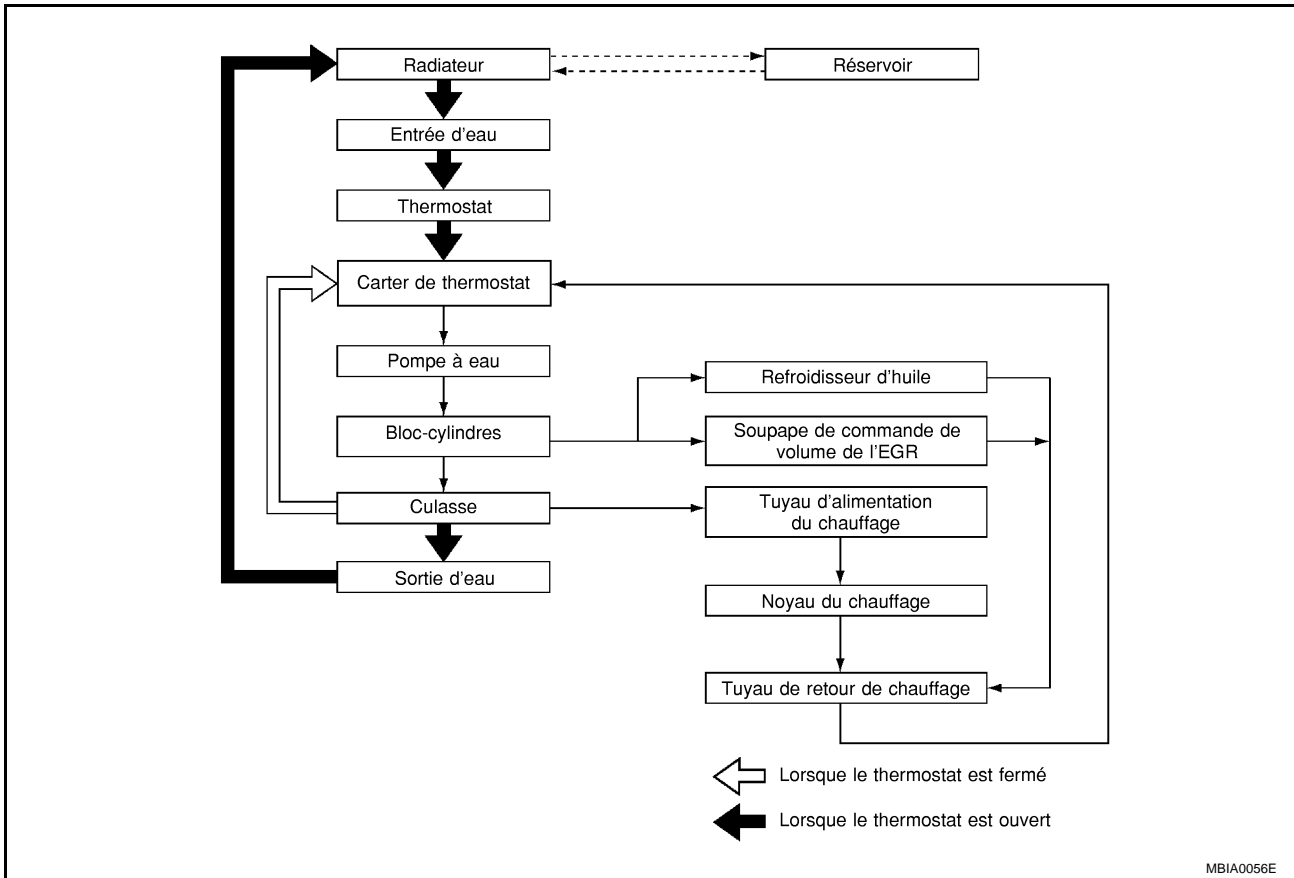 Radiateur
Réservoir
Entrée d'eau
Thermostat
Carter de thermostat
Pompe à eau
Refroidisseur d'huile
Bloc-cylindres
Soupape de commande de
volume de l'EGR
Culasse
Tuyau d'alimentation
du chauffage
Sortie d'eau
Noyau du chauffage
Tuyau de retour de chauffage
Lorsque le thermostat est fermé
Lorsque le thermostat est ouvert
MBIA0056E